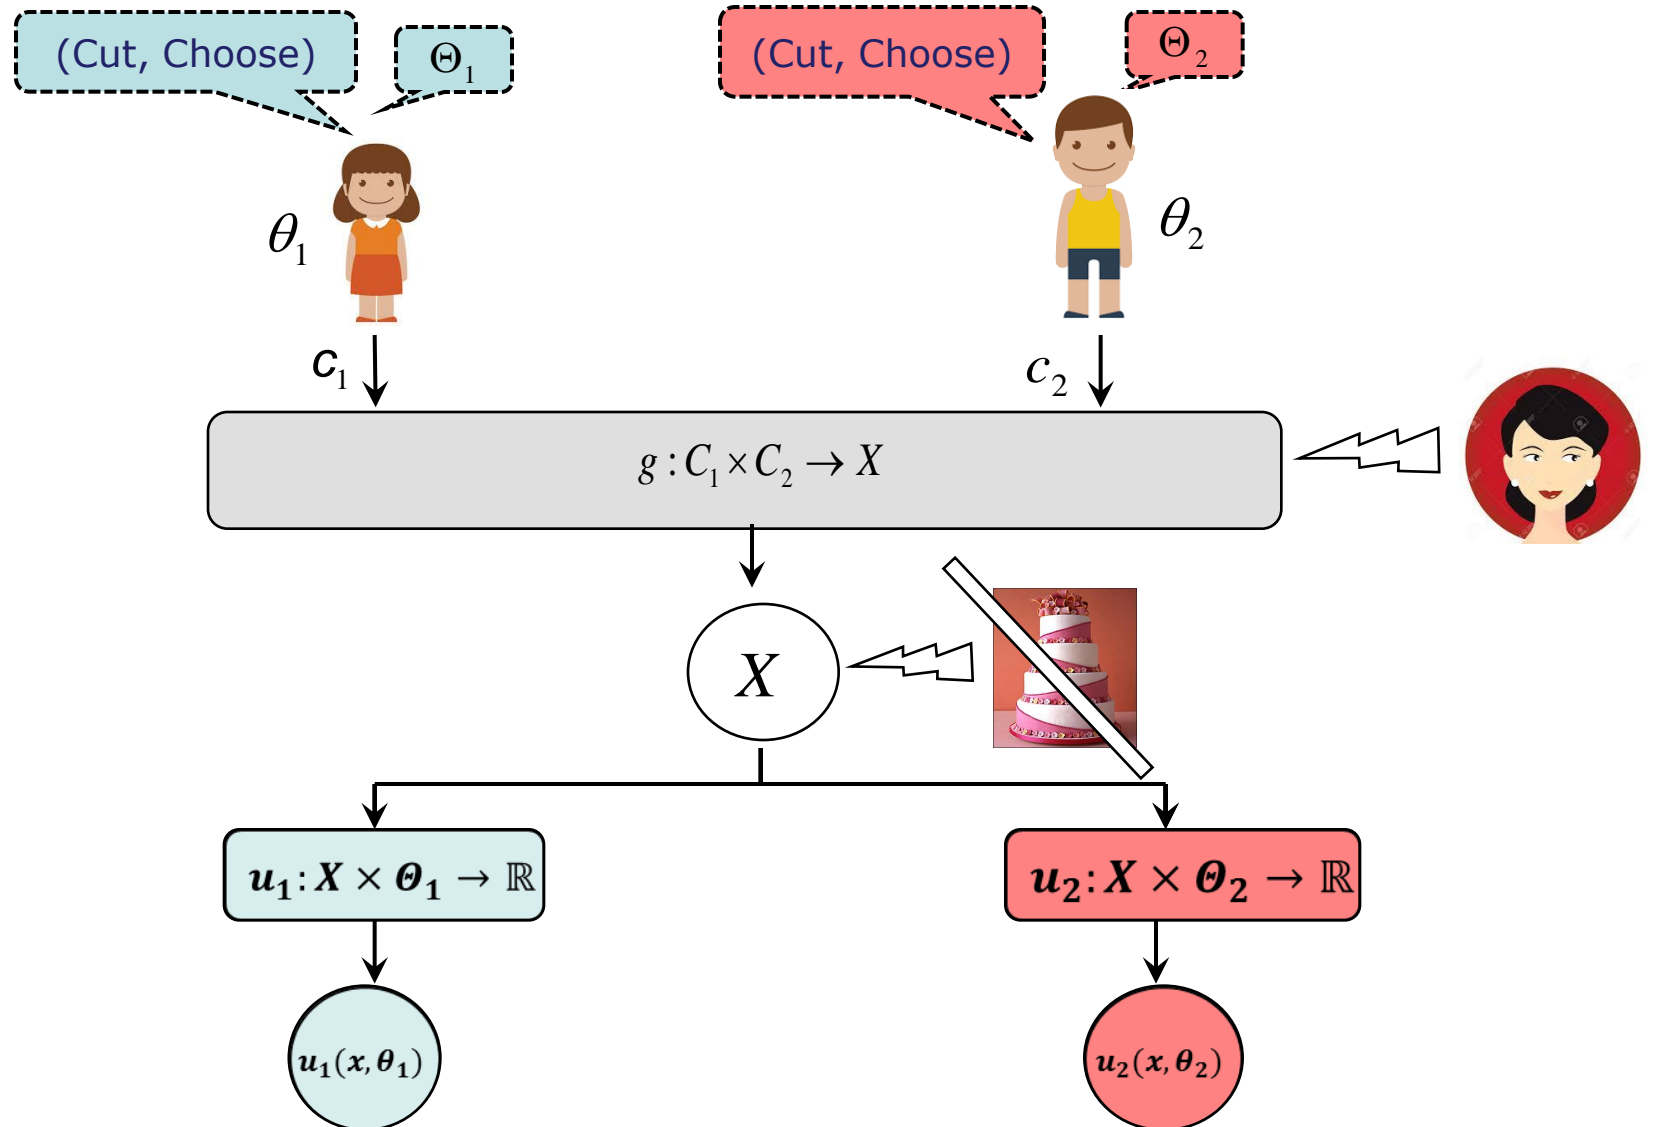 (Cut, Choose)
Θ₁
(Cut, Choose)
Θ₂
θ₁
θ₂
c₁
c₂
g : C₁ × C₂ → X
X
u₁: X × Θ₁ → ℝ
u₂: X × Θ₂ → ℝ
u₁(x, θ₁)
u₂(x, θ₂)